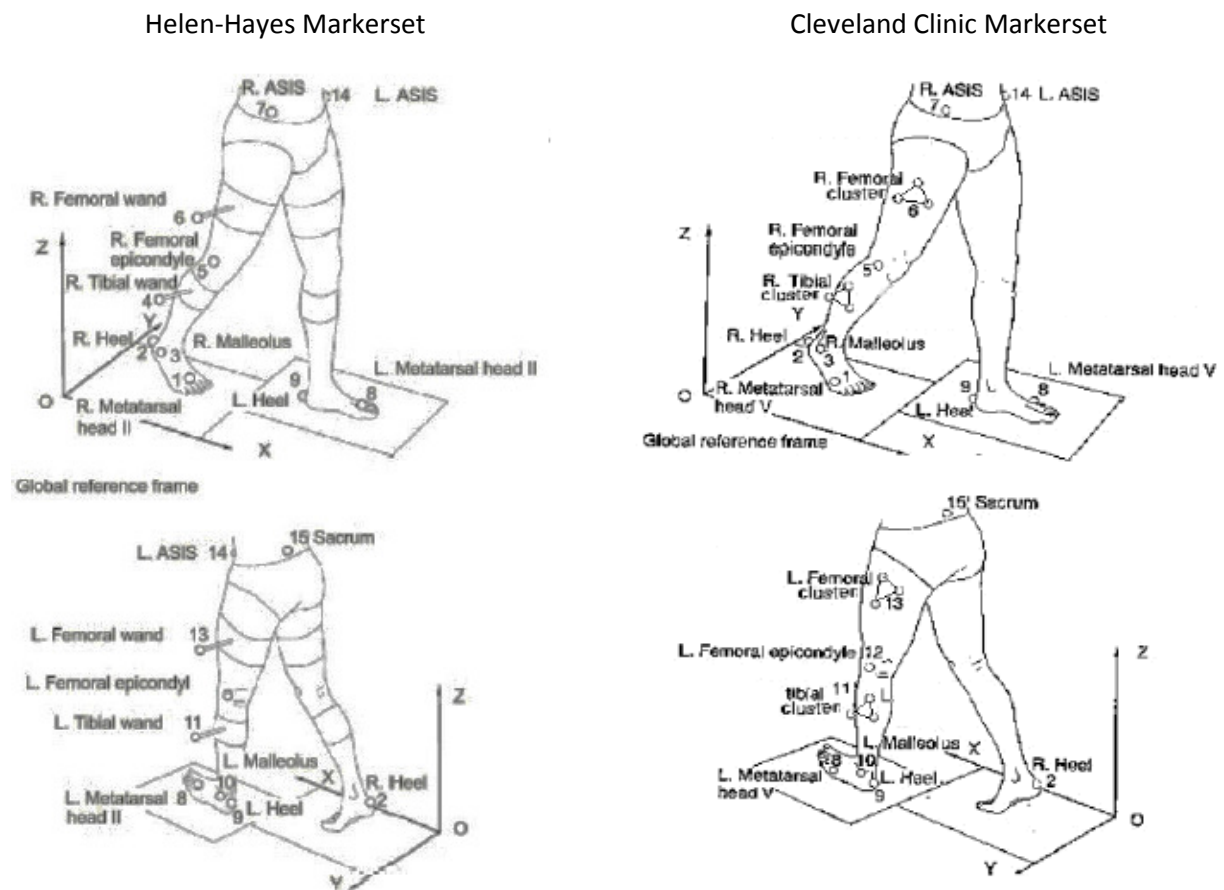 Helen-Hayes Markerset
R. ASIS
7
14 L. ASIS
R. Femoral wand
6
Z
R. Femoral
epicondyle
5
R. Tibial wand
4
Y
R. Heel
R. Malleolus
2
3
L. Metatarsal head II
1
9
8
L. Heel
O
R. Metatarsal
head II
X
Global reference frame
15 Sacrum
L. ASIS 14
L. Femoral wand 13
L. Femoral epicondyl
Z
L. Tibial wand 11
L. Malleolus
X
R. Heel
10
2
L. Metatarsal
head II
8
L. Heel
9
O
Y
Cleveland Clinic Markerset
R. ASIS
7
14 L. ASIS
R. Femoral
cluster
6
Z
R. Femoral
epicondyle
5
R. Tibial
cluster
Y
R. Heel
R. Malleolus
2
3
L. Metatarsal head V
1
9
8
O
R. Metatarsal
head V
L. Heel
Global reference frame
X
15' Sacrum
L. Femoral
cluster
13
L. Femoral epicondyle 12
Z
11
tibial
cluster
L. Malleolus
X
R. Heel
8
10
L. Heel
2
L. Metatarsal
head V
9
O
Y